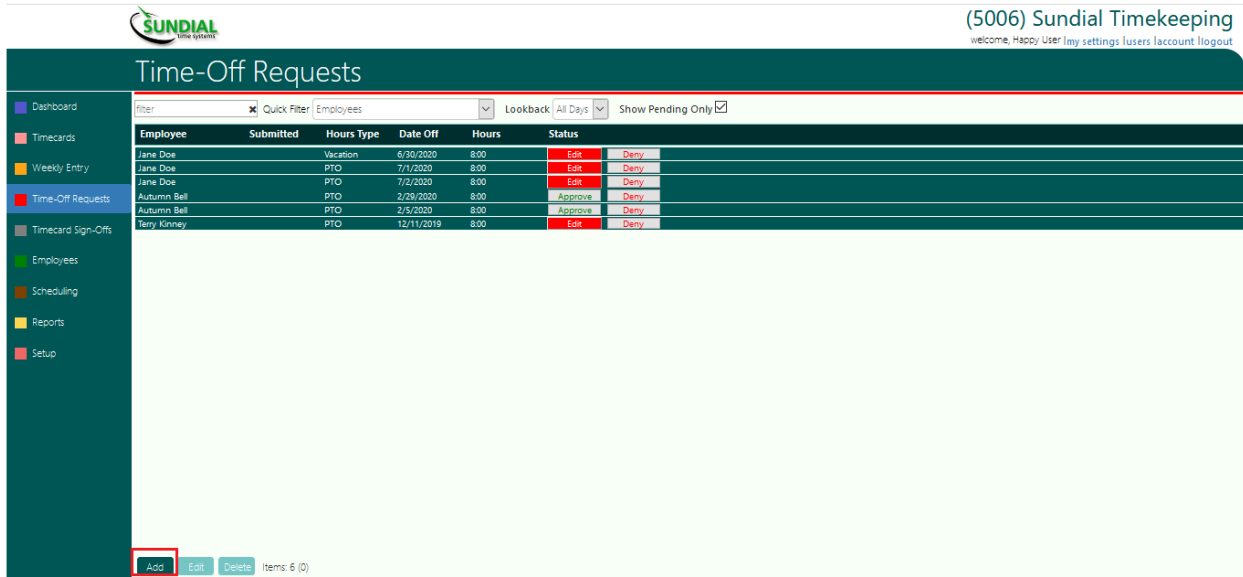 SUNDIAL
time systems
(5006) Sundial Timekeeping
welcome, Happy User |my settings |users |account |logout
Time-Off Requests
Dashboard
Timecards
Weekly Entry
Time-Off Requests
Timecard Sign-Offs
Employees
Scheduling
Reports
Setup
filter Quick Filter Employees Lookback All Days Show Pending Only
Employee Submitted Hours Type Date Off Hours Status
Jane Doe Vacation 6/30/2020 8:00 Edit Deny
Jane Doe PTO 7/1/2020 8:00 Edit Deny
Jane Doe PTO 7/2/2020 8:00 Edit Deny
Autumn Bell PTO 2/29/2020 8:00 Approve Deny
Autumn Bell PTO 2/5/2020 8:00 Approve Deny
Terry Kinney PTO 12/11/2019 8:00 Edit Deny
Add Edit Delete Items: 6 (0)